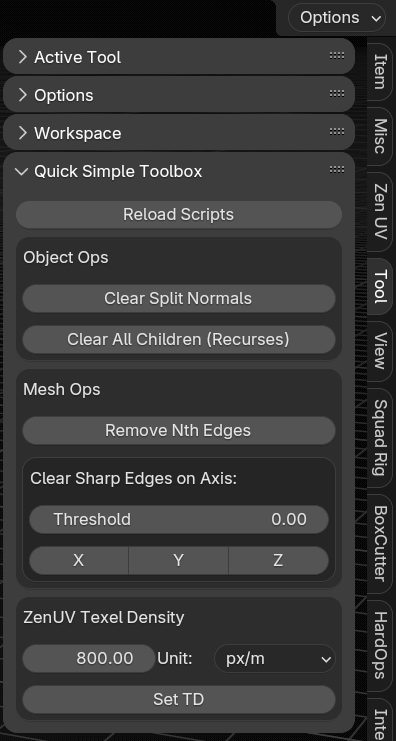 Options
Active Tool
Options
Workspace
Quick Simple Toolbox
Reload Scripts
Object Ops
Clear Split Normals
Clear All Children (Recurses)
Mesh Ops
Remove Nth Edges
Clear Sharp Edges on Axis:
Threshold 0.00
X Y Z
ZenUV Texel Density
800.00 Unit: px/m
Set TD
Item
Misc
Zen UV
Tool
View
Squad Rig
BoxCutter
HardOps
Inte